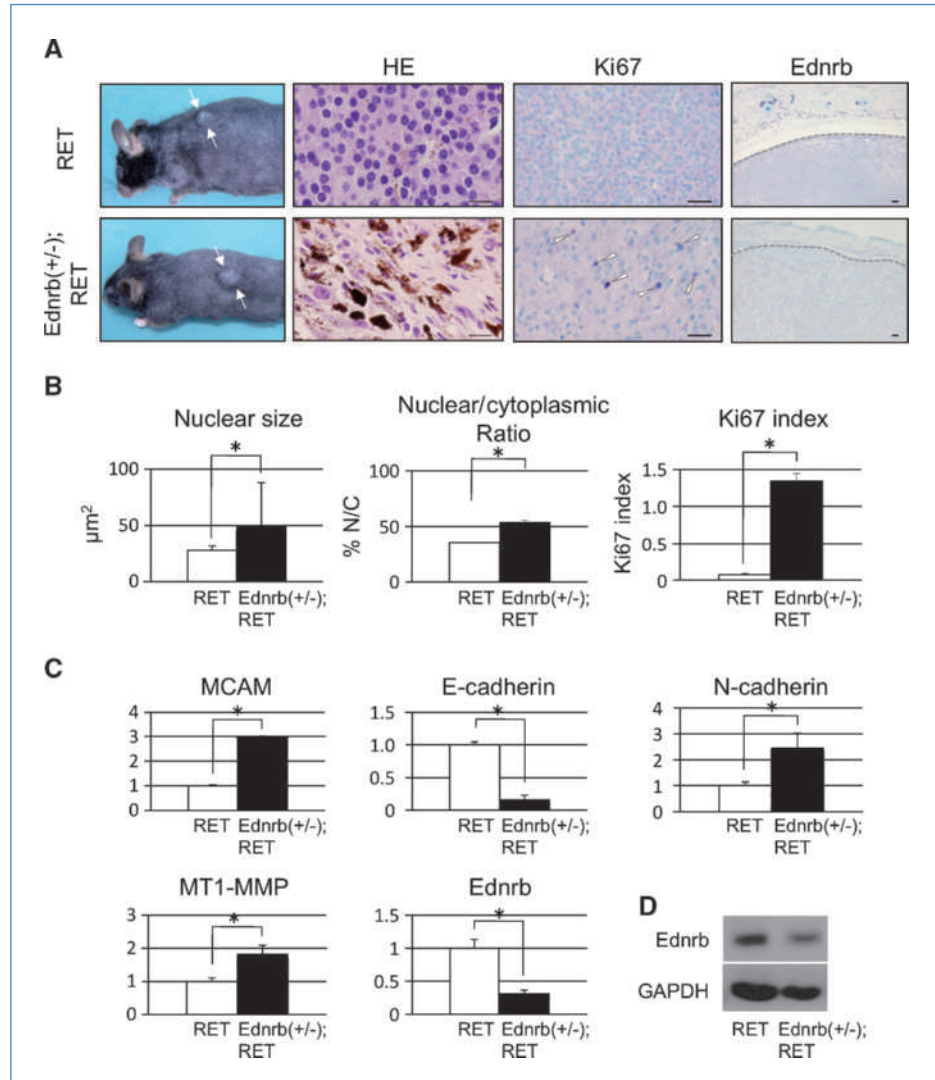 A
HE
Ki67
Ednrb
RET
Ednrb(+/-);
RET
B
Nuclear size
*
μm²
100
50
0
RET Ednrb(+/-);
RET
Nuclear/cytoplasmic
Ratio
*
% N/C
100
50
0
RET Ednrb(+/-);
RET
Ki67 index
*
Ki67 index
1.5
1.0
0.5
0
RET Ednrb(+/-);
RET
C
MCAM
*
4
3
2
1
0
RET Ednrb(+/-);
RET
E-cadherin
*
1.5
1.0
0.5
0
RET Ednrb(+/-);
RET
N-cadherin
*
4
3
2
1
0
RET Ednrb(+/-);
RET
MT1-MMP
*
3
2
1
0
RET Ednrb(+/-);
RET
Ednrb
*
1.5
1
0.5
0
RET Ednrb(+/-);
RET
D
Ednrb
GAPDH
RET Ednrb(+/-);
RET